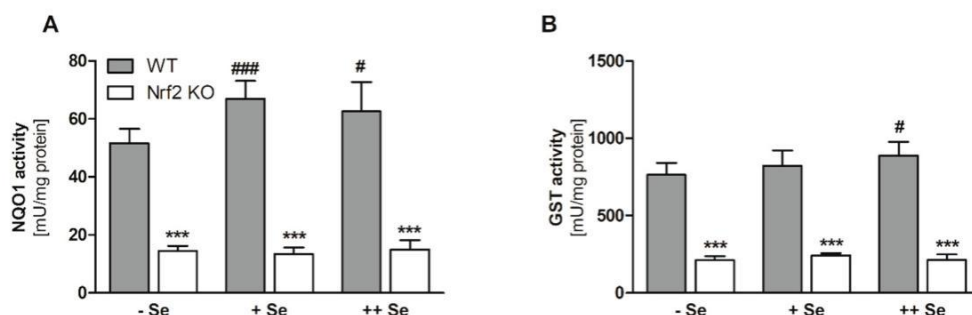 A
NQO1 activity
[mU/mg protein]
80
60
40
20
0
WT
Nrf2 KO
###
#
***
***
***
- Se
+ Se
++ Se
B
GST activity
[mU/mg protein]
1500
1000
500
0
#
***
***
***
- Se
+ Se
++ Se